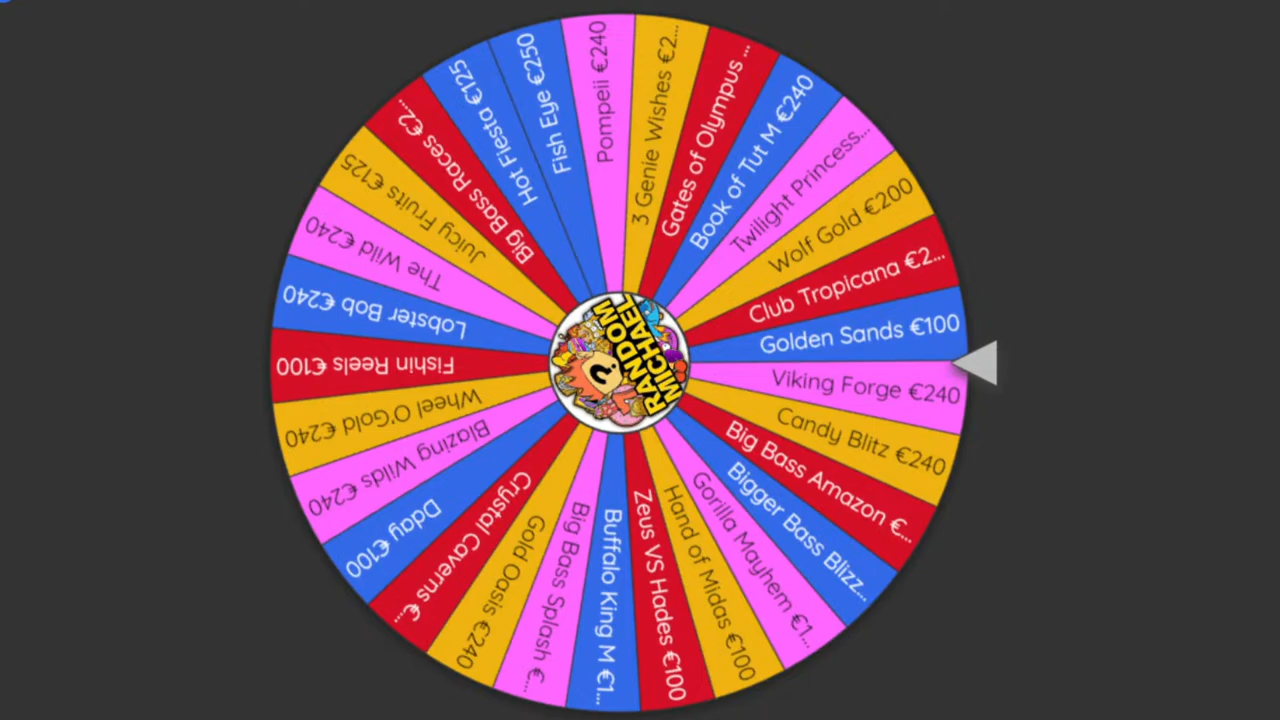 Pompeii €240
3 Genie Wishes €2...
Gates of Olympus ...
Book of Tut M €240
Twilight Princess...
Wolf Gold €200
Club Tropicana €2...
Golden Sands €100
Viking Forge €240
Candy Blitz €240
Big Bass Amazon €...
Bigger Bass Blizz...
Gorilla Mayhem €1...
Hand of Midas €100
Zeus VS Hades €100
Buffalo King M €1...
Big Bass Splash €...
Gold Oasis €240
Crystal Caverns €...
Dday €100
Blazing Wilds €240
Wheel O'Gold €240
Fishin Reels €100
Lobster Bob €240
The Wild €240
Juicy Fruits €125
Big Bass Races €2...
Hot Fiesta €125
Fish Eye €250
RANDOM
MICHAEL
?